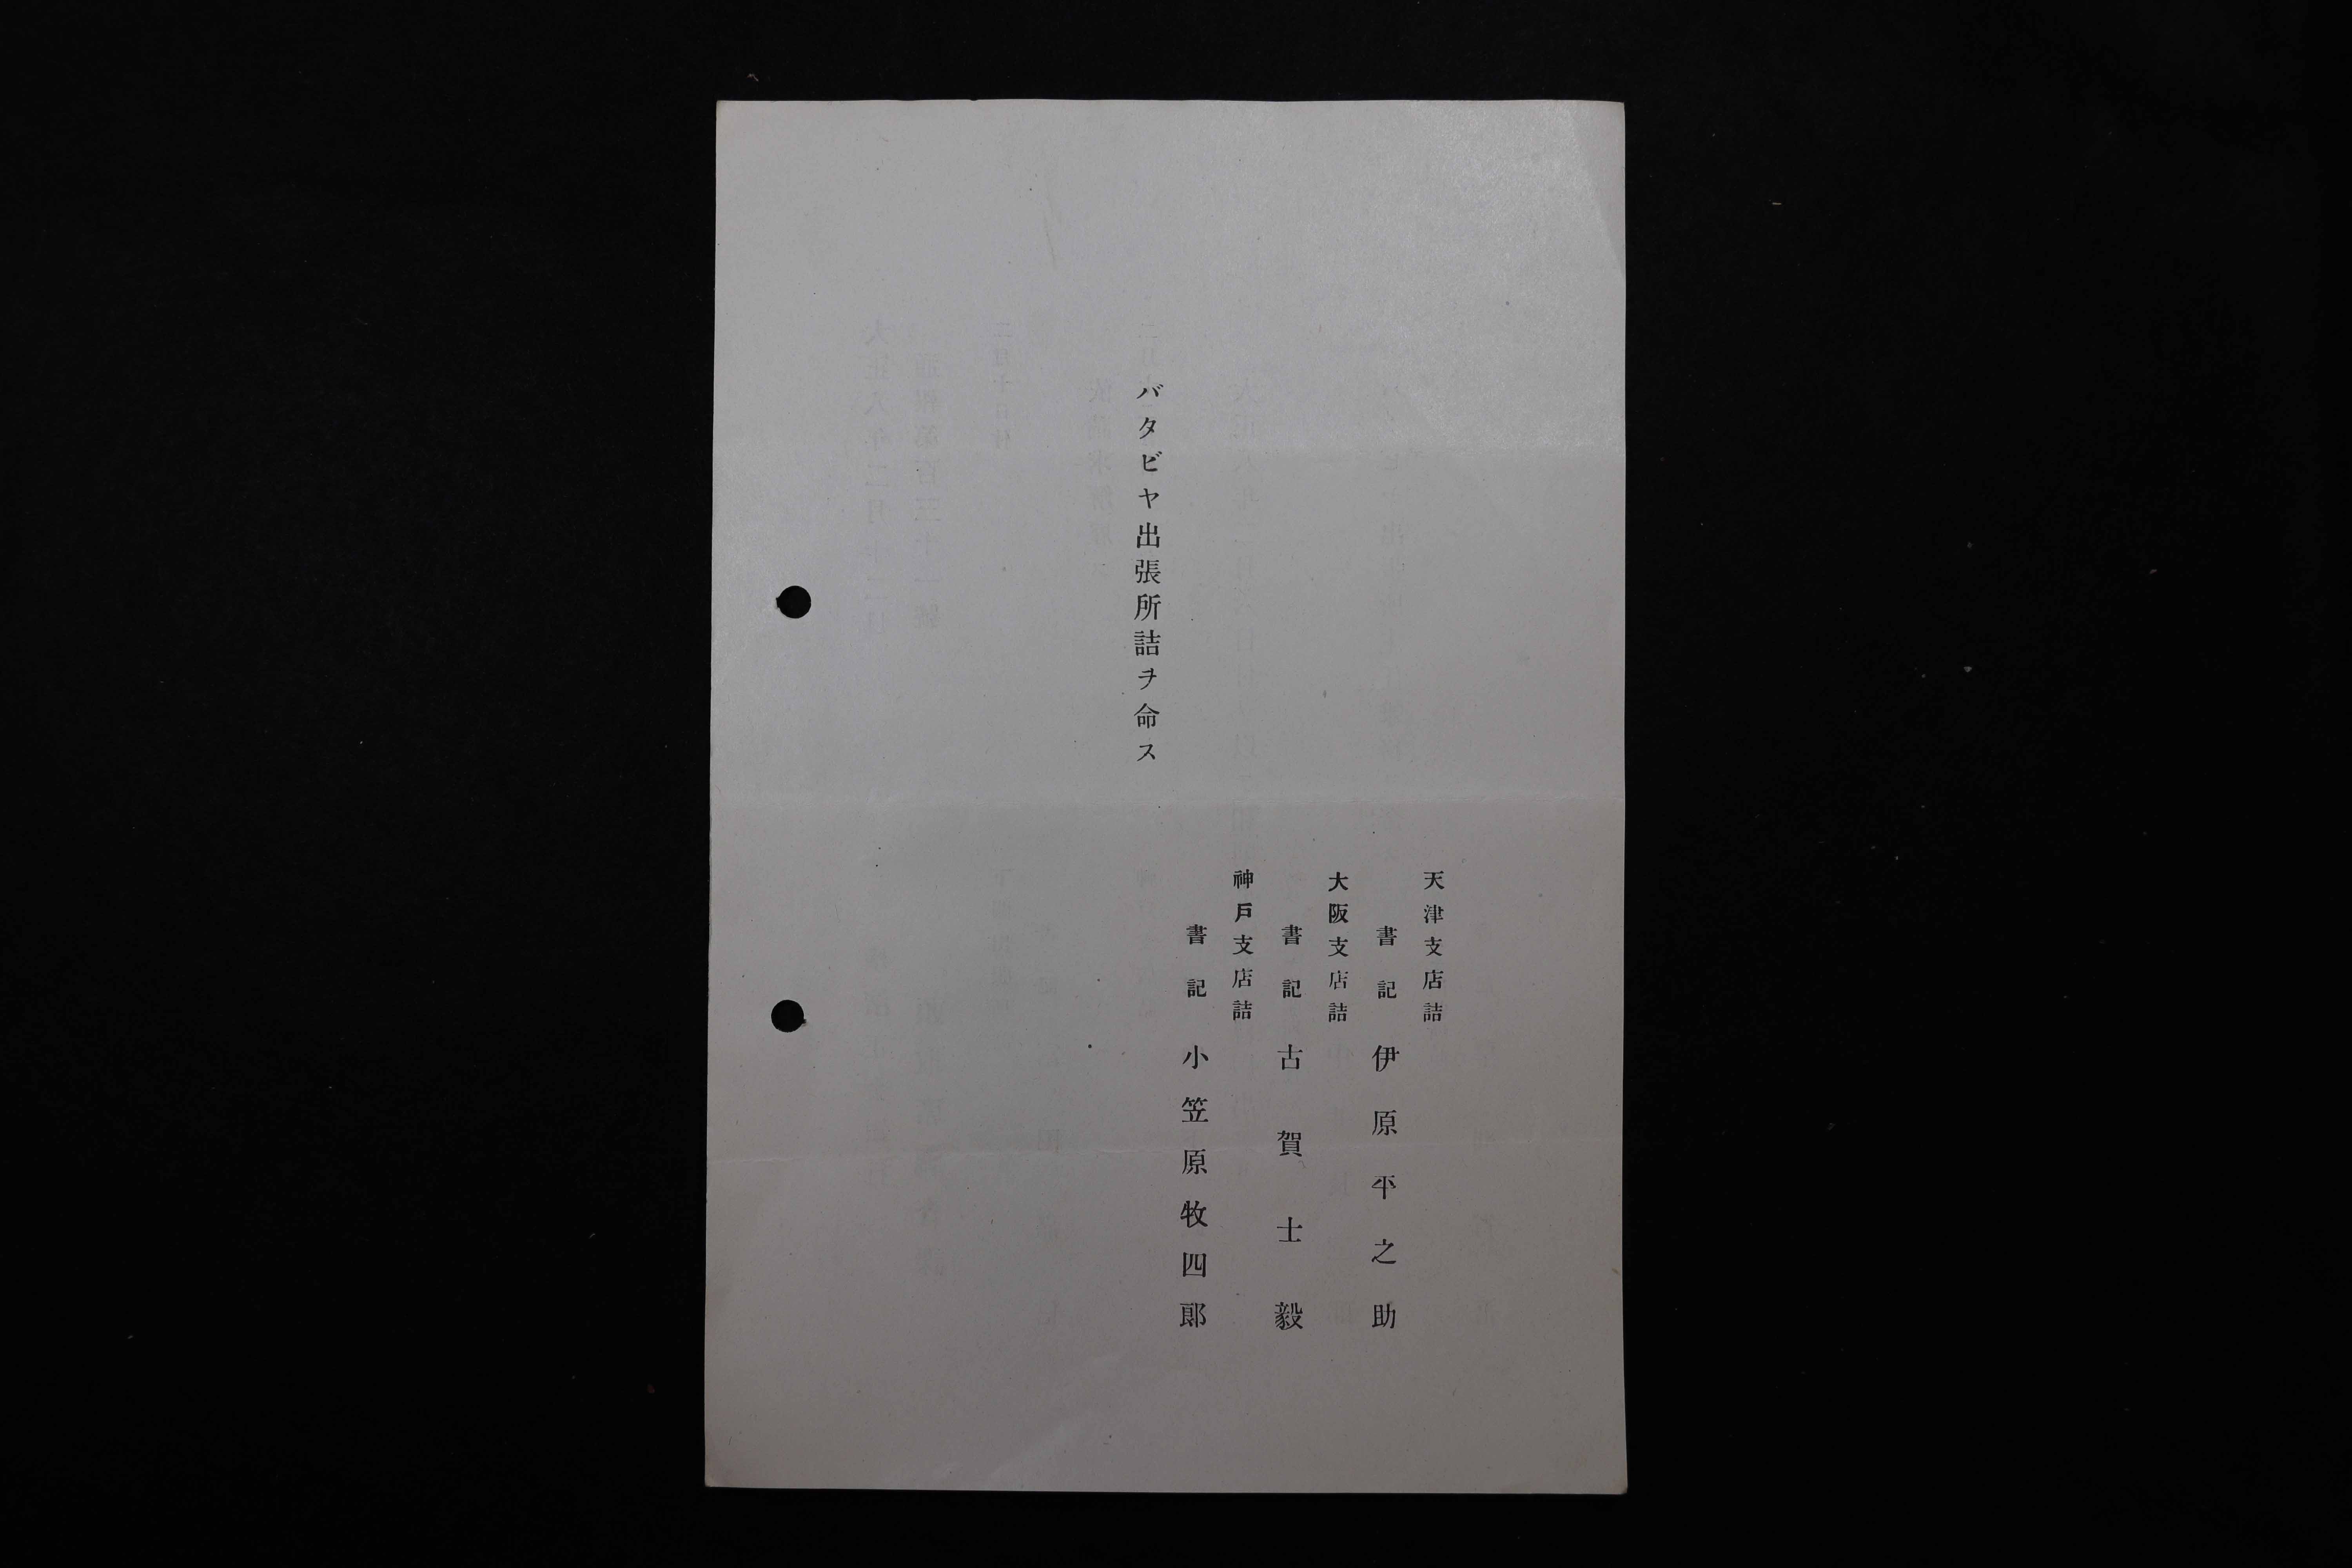 天津支店詰
書記 伊原平之助
大阪支店詰
書記 古賀士毅
神戸支店詰
書記 小笠原牧四郎
バタビヤ出張所詰ヲ命ス